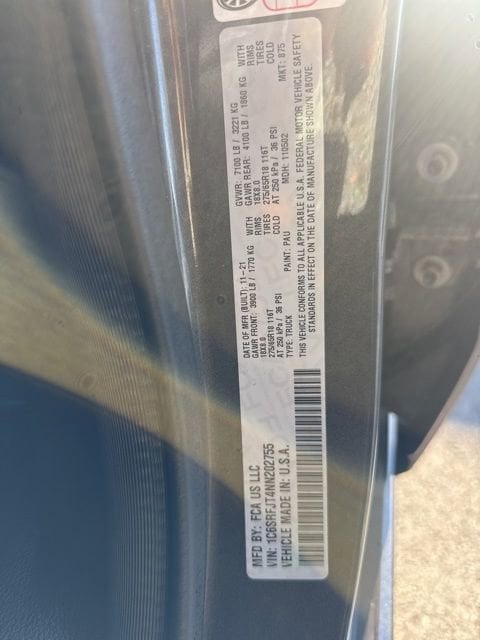 MFD BY: FCA US LLC
VIN: 1C6SRFJT4NN202755
VEHICLE MADE IN: U.S.A.
DATE OF MFR (BUILT): 11-21 GVWR: 7100 LB / 3221 KG
GAWR FRONT: 3900 LB / 1770 KG WITH GAWR REAR: 4100 LB / 1860 KG WITH
18X8.0 RIMS 18X8.0 RIMS
275/65R18 116T TIRES 275/65R18 116T TIRES
AT 250 kPa / 36 PSI COLD AT 250 kPa / 36 PSI COLD
TYPE: TRUCK PAINT: PAU MDH: 110502 MKT: 875
THIS VEHICLE CONFORMS TO ALL APPLICABLE U.S.A. FEDERAL MOTOR VEHICLE SAFETY
STANDARDS IN EFFECT ON THE DATE OF MANUFACTURE SHOWN ABOVE.